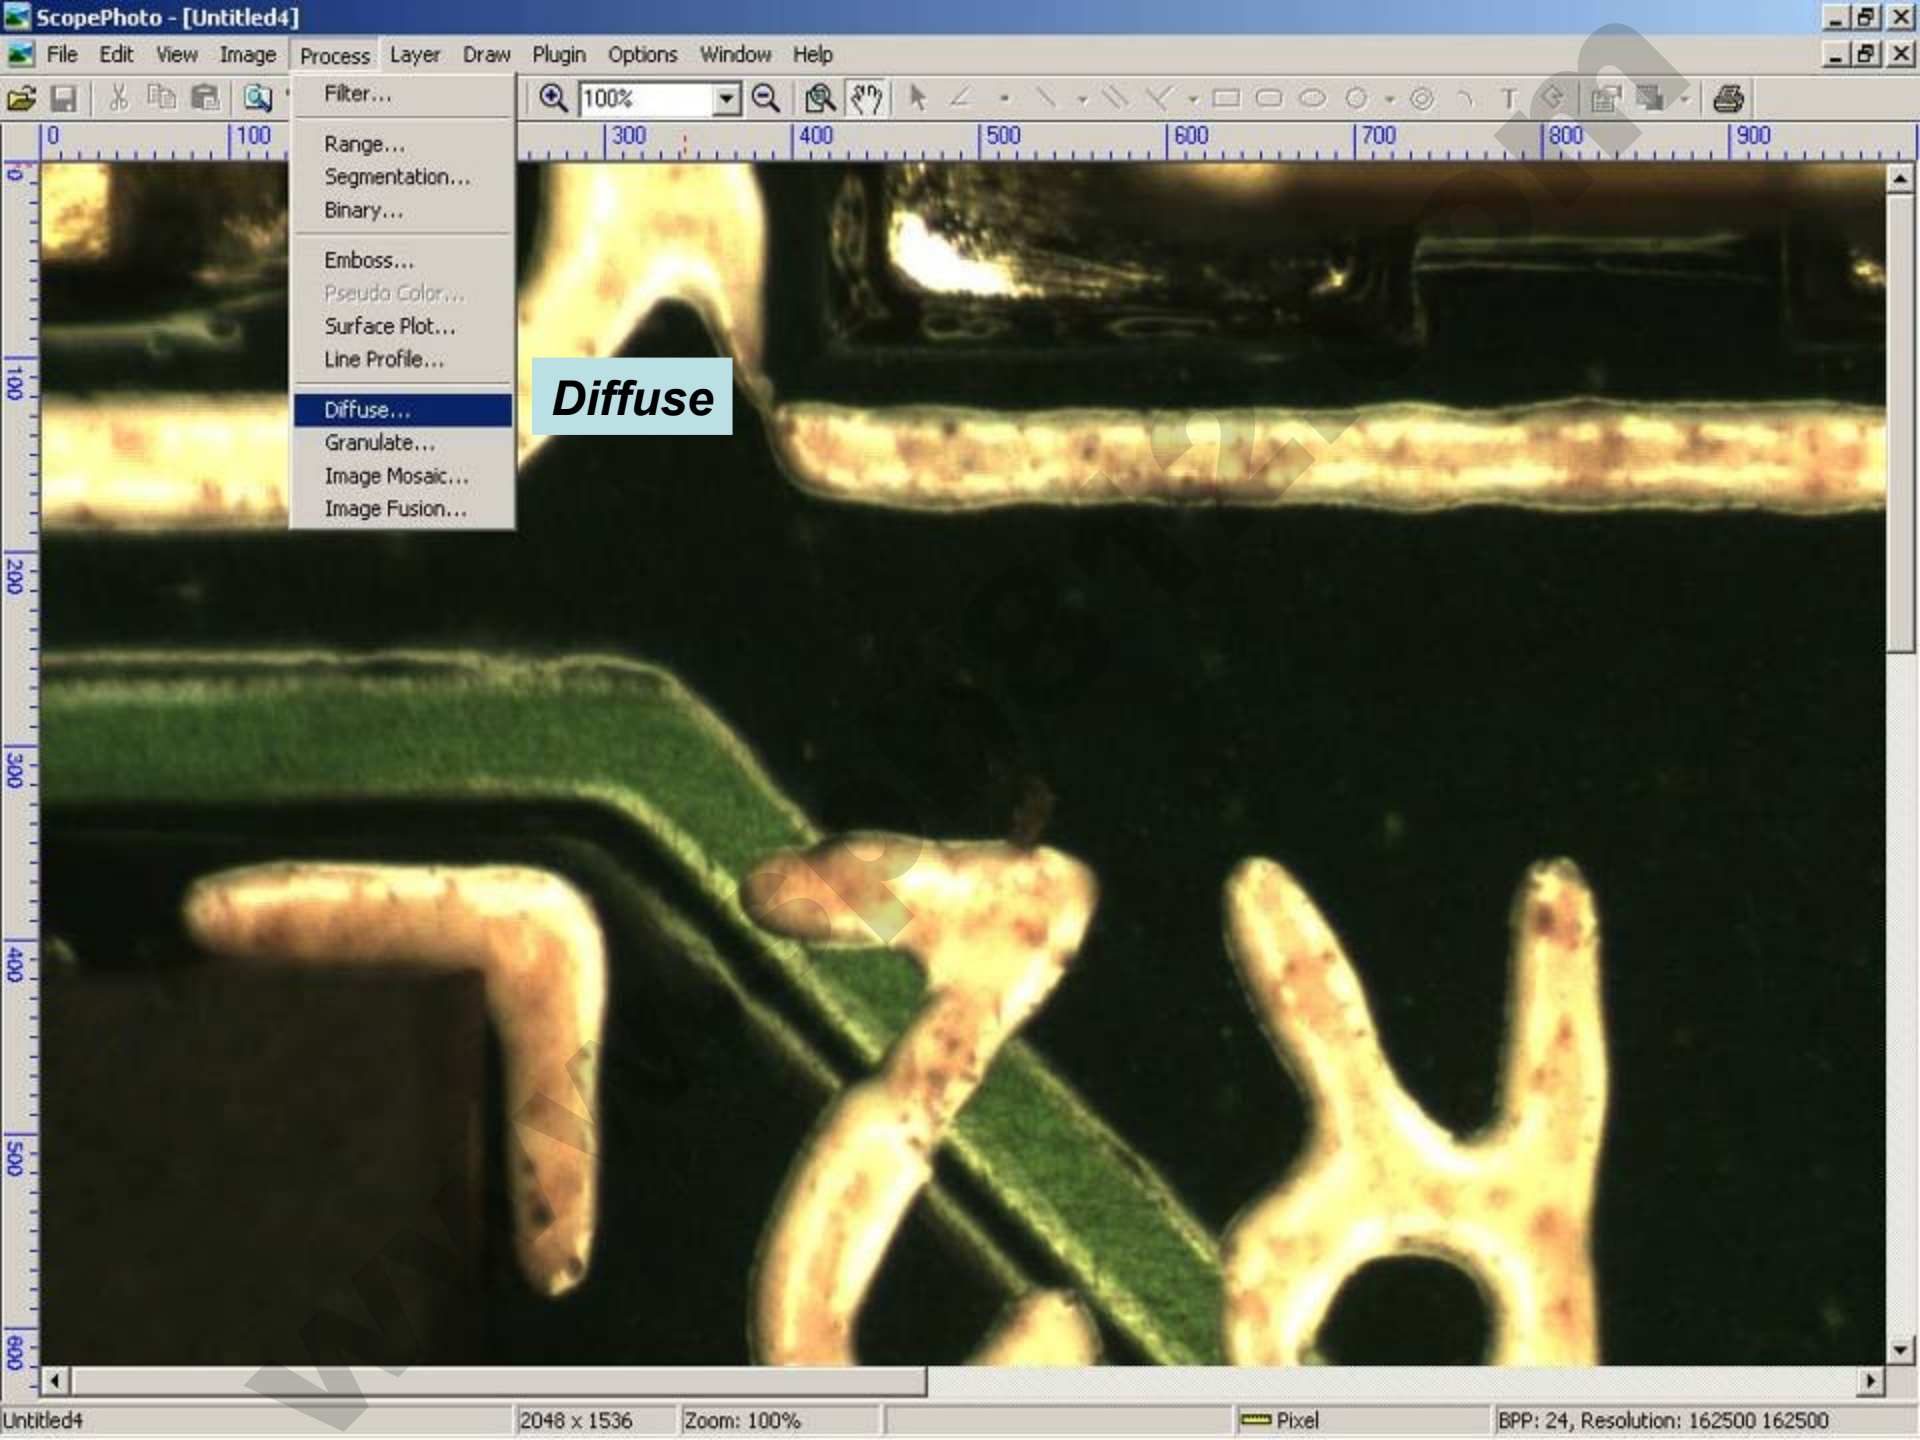 ScopePhoto - [Untitled4]
File Edit View Image Process Layer Draw Plugin Options Window Help
100%
0 100 300 400 500 600 700 800 900
Filter...
Range...
Segmentation...
Binary...
Emboss...
Pseudo Color...
Surface Plot...
Line Profile...
Diffuse...
Granulate...
Image Mosaic...
Image Fusion...
Diffuse
0
100
200
300
400
500
600
Untitled4 2048 x 1536 Zoom: 100% Pixel BPP: 24, Resolution: 162500 162500